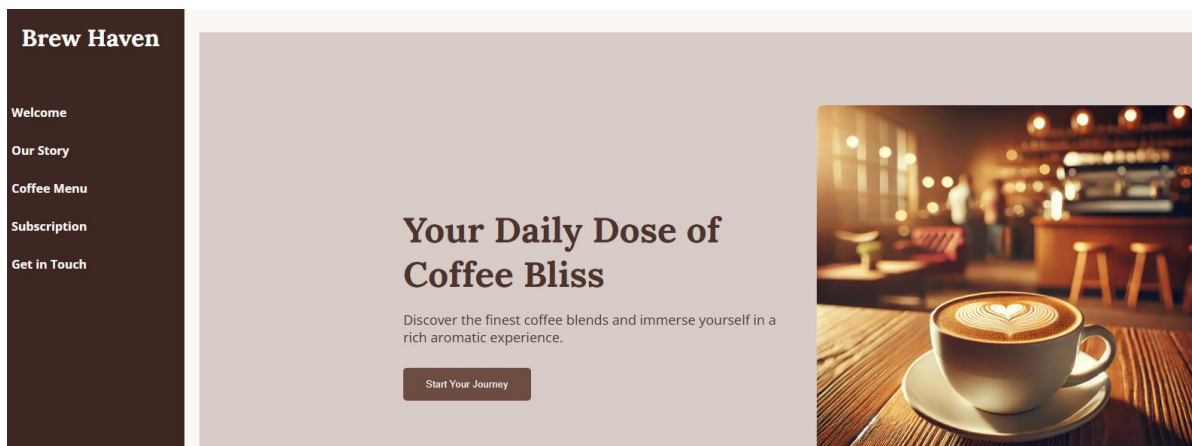 Brew Haven
Welcome
Our Story
Coffee Menu
Subscription
Get in Touch
Your Daily Dose of
Coffee Bliss
Discover the finest coffee blends and immerse yourself in a
rich aromatic experience.
Start Your Journey